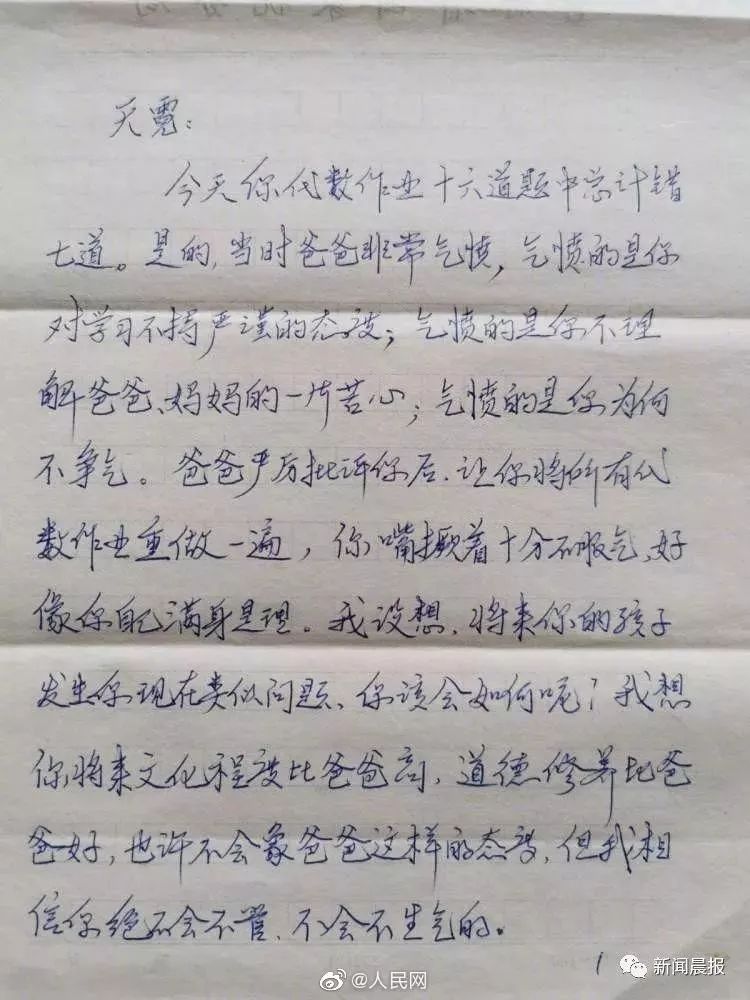 天霓：
今天你代数作业十六道题中总计错
七道。是的，当时爸爸非常气愤，气愤的是你
对学习不持严谨的态度；气愤的是你不理
解爸爸、妈妈的一片苦心；气愤的是你为何
不争气。爸爸严厉批评你后，让你将所有代
数作业重做一遍，你嘴撅着十分不服气，好
像你自己满身是理。我设想，将来你的孩子
发生你现在类似问题、你该会如何呢？我想
你将来文化程度比爸爸高，道德修养比爸
爸好，也许不会象爸爸这样的态度，但我相
信你绝不会不管、不会不生气的。
1
@人民网
新闻晨报